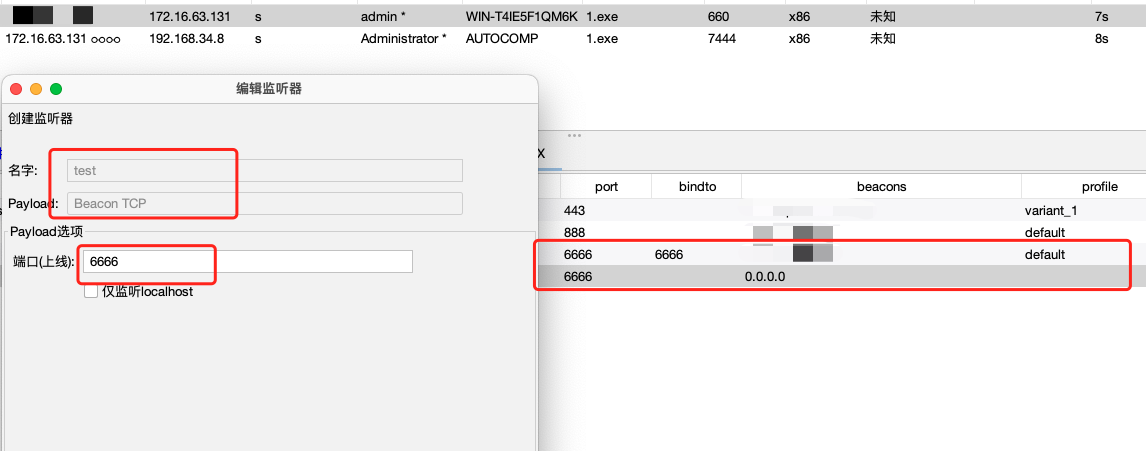 172.16.63.131 s admin * WIN-T4IE5F1QM6K 1.exe 660 x86 未知 7s
172.16.63.131 oooo 192.168.34.8 s Administrator * AUTOCOMP 1.exe 7444 x86 未知 8s
编辑监听器
创建监听器
名字: test
Payload: Beacon TCP
Payload选项
端口(上线): 6666
仅监听localhost
X
port bindto beacons profile
443 variant_1
888 default
6666 6666 default
6666 0.0.0.0